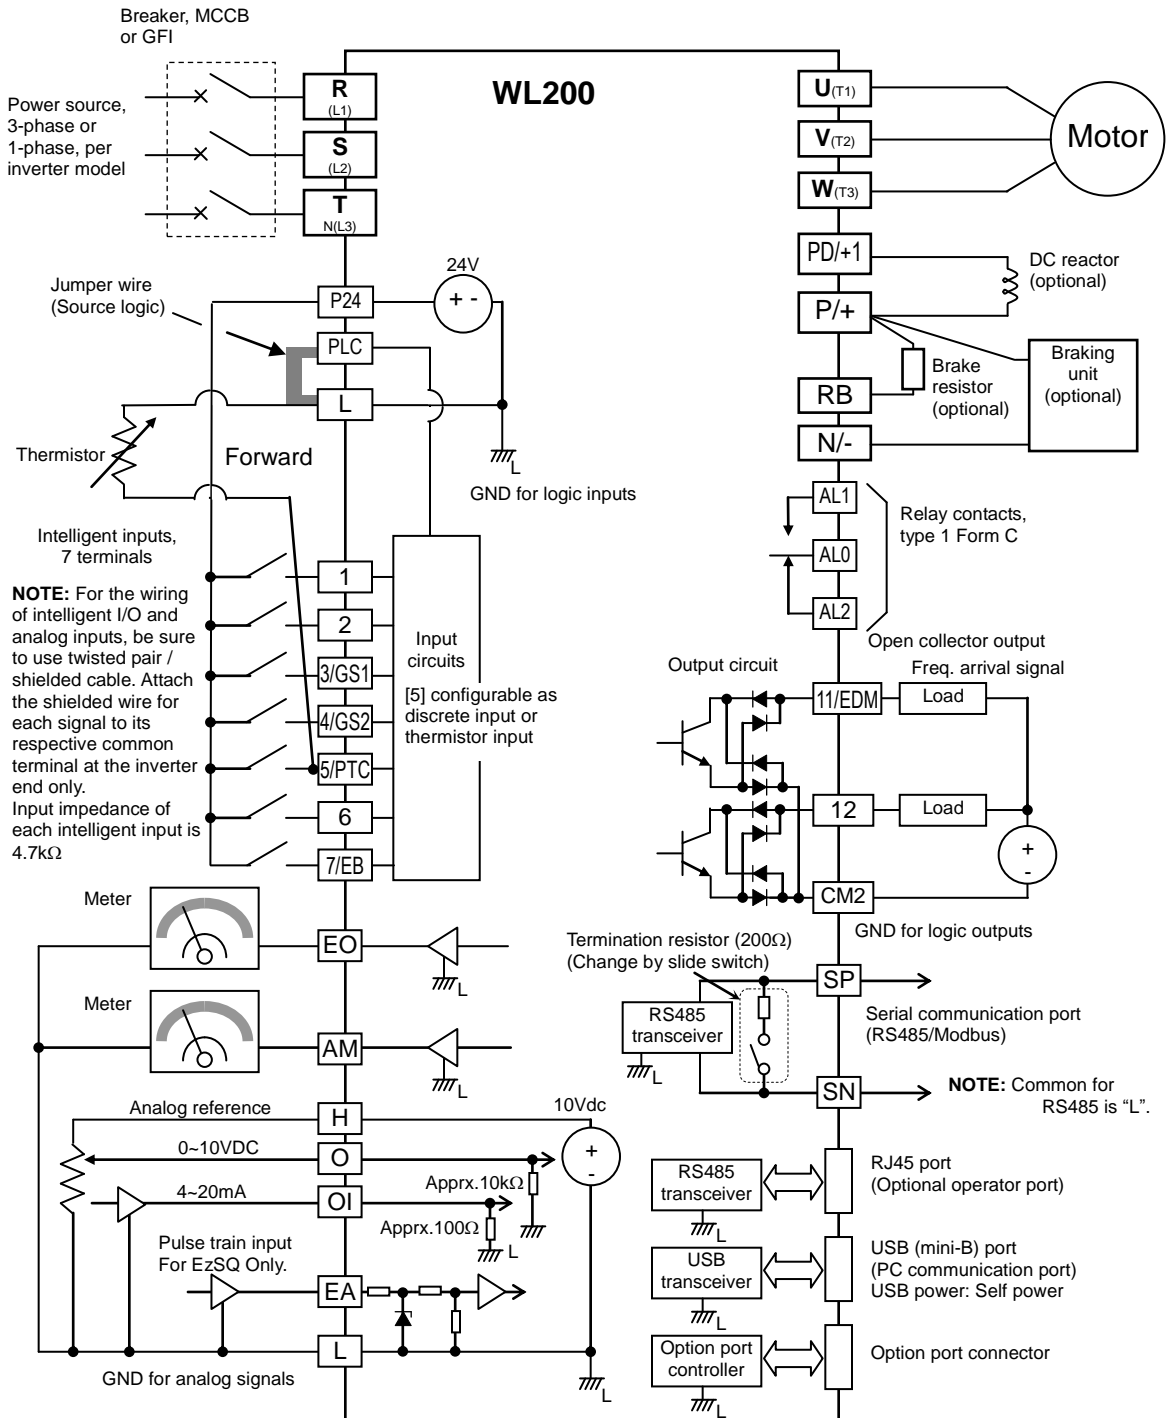 Breaker, MCCB
or GFI
WL200
Power source,
3-phase or
1-phase, per
inverter model
R
(L1)
S
(L2)
T
N(L3)
U(T1)
V(T2)
W(T3)
Motor
PD/+1
P/+
RB
N/-
DC reactor
(optional)
Brake
resistor
(optional)
Braking
unit
(optional)
Jumper wire
(Source logic)
24V
+ -
P24
PLC
L
L
Thermistor
Forward
GND for logic inputs
Intelligent inputs,
7 terminals
NOTE: For the wiring
of intelligent I/O and
analog inputs, be sure
to use twisted pair /
shielded cable. Attach
the shielded wire for
each signal to its
respective common
terminal at the inverter
end only.
Input impedance of
each intelligent input is
4.7kΩ
1
2
3/GS1
4/GS2
5/PTC
6
7/EB
Input
circuits
[5] configurable as
discrete input or
thermistor input
AL1
AL0
AL2
Relay contacts,
type 1 Form C
Open collector output
Output circuit
Freq. arrival signal
11/EDM
Load
12
Load
+
-
CM2
GND for logic outputs
Meter
EO
L
Meter
AM
L
Termination resistor (200Ω)
(Change by slide switch)
RS485
transceiver
L
SP
SN
Serial communication port
(RS485/Modbus)
NOTE: Common for
RS485 is “L”.
Analog reference
H
10Vdc
+
-
0~10VDC
O
Apprx.10kΩ
4~20mA
OI
Apprx.100Ω
L
Pulse train input
For EzSQ Only.
EA
L
GND for analog signals
L
RS485
transceiver
L
RJ45 port
(Optional operator port)
USB
transceiver
L
USB (mini-B) port
(PC communication port)
USB power: Self power
Option port
controller
L
Option port connector